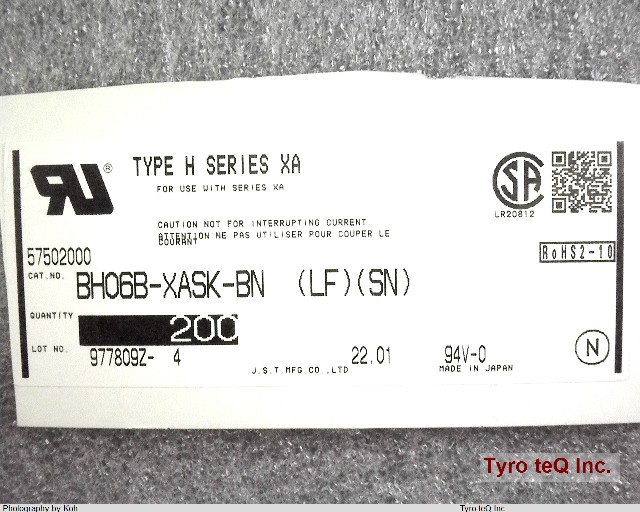 TYPE H SERIES XA
FOR USE WITH SERIES XA
CAUTION NOT FOR INTERRUPTING CURRENT.
ATTENTION NE PAS UTILISER POUR COUPER LE
COURANT
LR20812
57502000
RoHS2-10
CAT.NO. BH06B-XASK-BN (LF)(SN)
QUANTITY 200
LOT NO. 977809Z- 4 22.01 94V-0
N
J.S.T.MFG.CO.,LTD. MADE IN JAPAN
Tyro teQ Inc.
Photography by Koh Tyro teQ Inc